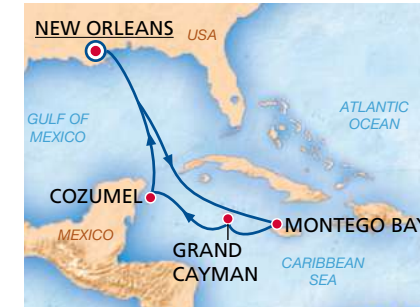 NEW ORLEANS
USA
GULF OF
MEXICO
ATLANTIC
OCEAN
COZUMEL
MONTEGO BAY
MEXICO
GRAND
CAYMAN
CARIBBEAN
SEA